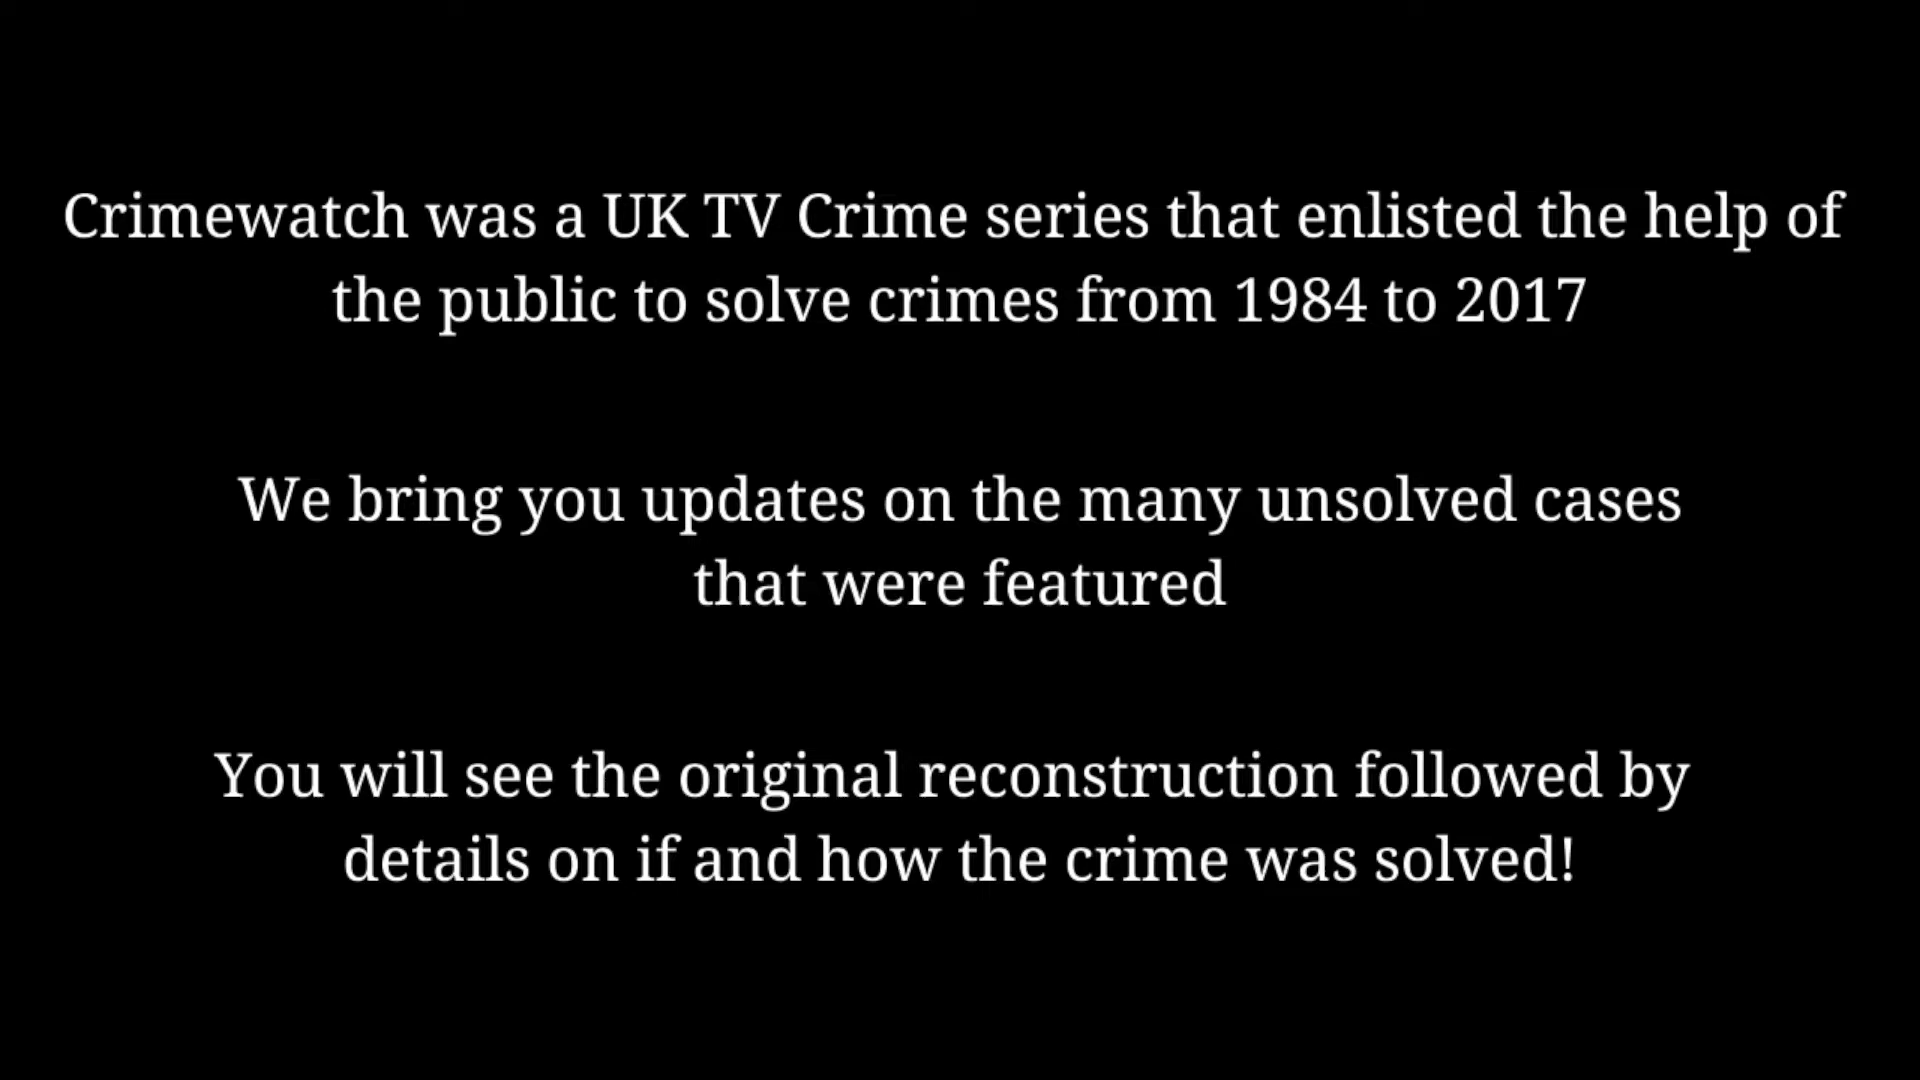 Crimewatch was a UK TV Crime series that enlisted the help of
the public to solve crimes from 1984 to 2017
We bring you updates on the many unsolved cases
that were featured
You will see the original reconstruction followed by
details on if and how the crime was solved!